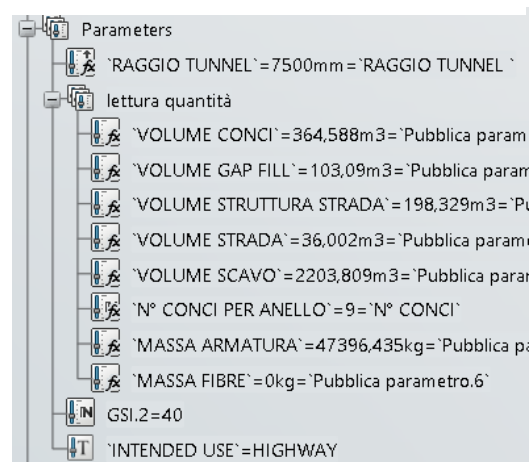 Parameters
`RAGGIO TUNNEL`=7500mm=`RAGGIO TUNNEL `
lettura quantità
`VOLUME CONCI`=364,588m3=`Pubblica param
`VOLUME GAP FILL`=103,09m3=`Pubblica param
`VOLUME STRUTTURA STRADA`=198,329m3=`Pu
`VOLUME STRADA`=36,002m3=`Pubblica parame
`VOLUME SCAVO`=2203,809m3=`Pubblica param
`N° CONCI PER ANELLO`=9=`N° CONCI`
`MASSA ARMATURA`=47396,435kg=`Pubblica pa
`MASSA FIBRE`=0kg=`Pubblica parametro.6`
GSI.2=40
`INTENDED USE`=HIGHWAY